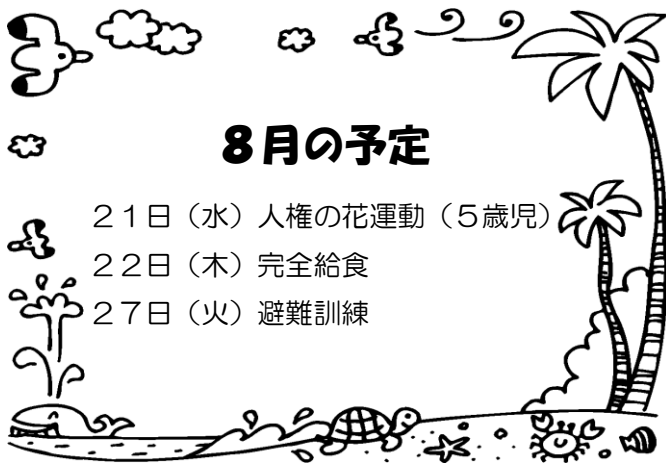 ８月の予定
２１日（水）人権の花運動（５歳児）
２２日（木）完全給食
２７日（火）避難訓練